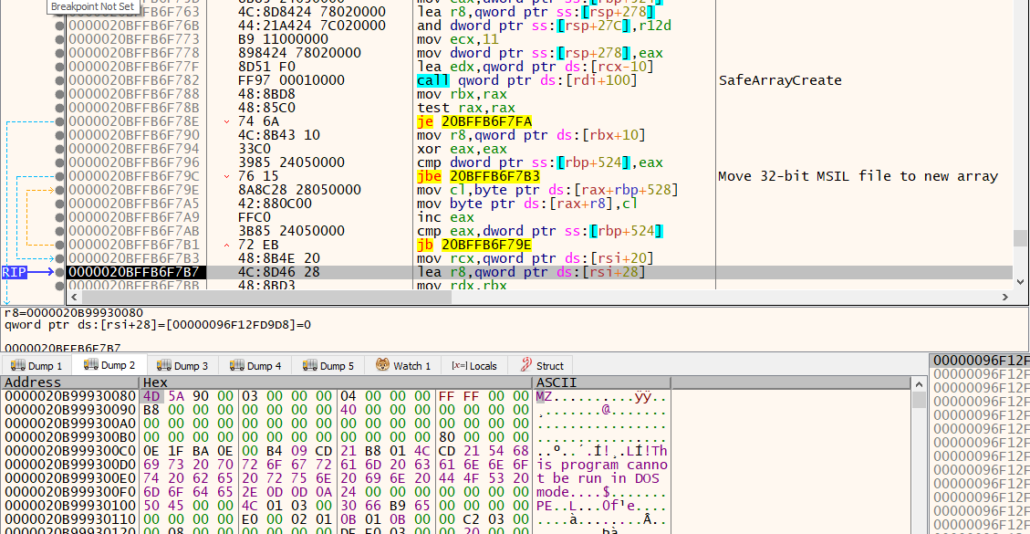 Breakpoint Not Set
0000020BFFB6F763 4C:8D8424 78020000 lea r8,qword ptr ss:[rsp+278]
0000020BFFB6F76B 44:21A424 7C020000 and dword ptr ss:[rsp+27C],r12d
0000020BFFB6F773 B9 11000000 mov ecx,11
0000020BFFB6F778 898424 78020000 mov dword ptr ss:[rsp+278],eax
0000020BFFB6F77F 8D51 F0 lea edx,qword ptr ds:[rcx-10]
0000020BFFB6F782 FF97 00010000 call qword ptr ds:[rdi+100] SafeArrayCreate
0000020BFFB6F788 48:8BD8 mov rbx,rax
0000020BFFB6F78B 48:85C0 test rax,rax
0000020BFFB6F78E 74 6A je 20BFFB6F7FA
0000020BFFB6F790 4C:8B43 10 mov r8,qword ptr ds:[rbx+10]
0000020BFFB6F794 33C0 xor eax,eax
0000020BFFB6F796 3985 24050000 cmp dword ptr ss:[rbp+524],eax
0000020BFFB6F79C 76 15 jbe 20BFFB6F7B3 Move 32-bit MSIL file to new array
0000020BFFB6F79E 8A8C28 28050000 mov cl,byte ptr ds:[rax+rbp+528]
0000020BFFB6F7A5 42:880C00 mov byte ptr ds:[rax+r8],cl
0000020BFFB6F7A9 FFC0 inc eax
0000020BFFB6F7AB 3B85 24050000 cmp eax,dword ptr ss:[rbp+524]
0000020BFFB6F7B1 72 EB jb 20BFFB6F79E
0000020BFFB6F7B3 48:8B4E 20 mov rcx,qword ptr ds:[rsi+20]
RIP 0000020BFFB6F7B7 4C:8D46 28 lea r8,qword ptr ds:[rsi+28]
0000020BFFB6F7BB 48:8BD3 mov rdx,rbx
r8=0000020B99930080
qword ptr ds:[rsi+28]=[00000096F12FD9D8]=0
0000020BFFB6F7B7
Dump 1 Dump 2 Dump 3 Dump 4 Dump 5 Watch 1 [x=] Locals Struct
Address Hex ASCII
0000020B99930080 4D 5A 90 00 03 00 00 00 04 00 00 00 FF FF 00 00 MZ..........ÿÿ..
0000020B99930090 B8 00 00 00 00 00 00 00 40 00 00 00 00 00 00 00 ¸.......@.......
0000020B999300A0 00 00 00 00 00 00 00 00 00 00 00 00 00 00 00 00 ................
0000020B999300B0 00 00 00 00 00 00 00 00 00 00 00 00 80 00 00 00 ................
0000020B999300C0 0E 1F BA 0E 00 B4 09 CD 21 B8 01 4C CD 21 54 68 ..º..´.Í!¸.LÍ!Th
0000020B999300D0 69 73 20 70 72 6F 67 72 61 6D 20 63 61 6E 6E 6F is program canno
0000020B999300E0 74 20 62 65 20 72 75 6E 20 69 6E 20 44 4F 53 20 t be run in DOS
0000020B999300F0 6D 6F 64 65 2E 0D 0D 0A 24 00 00 00 00 00 00 00 mode....$.......
0000020B99930100 50 45 00 00 4C 01 03 00 30 66 B9 65 00 00 00 00 PE..L...0f¹e....
0000020B99930110 00 00 00 00 E0 00 02 01 0B 01 0B 00 00 C2 03 00 ....à........Â..
00000096F12F
00000096F12F
00000096F12F
00000096F12F
00000096F12F
00000096F12F
00000096F12F
00000096F12F
00000096F12F
00000096F12F
00000096F12F
00000096F12F
00000096F12F